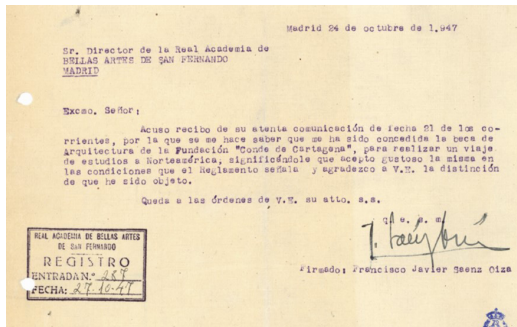 Madrid 24 de octubre de 1.947
Sr. Director de la Real Academia de
BELLAS ARTES DE SAN FERNANDO
MADRID
Excmo. Señor:
Acuso recibo de su atenta comunicación de fecha 21 de los co-
rrientes, por la que se me hace saber que me ha sido concedida la beca de
Arquitectura de la Fundación "Conde de Cartagena", para realizar un viaje
de estudios a Norteamérica, significándole que acepto gustoso la misma en
las condiciones que el Reglamento señala y agradezco a V.E. la distinción
de que ha sido objeto.
Queda a las órdenes de V.E. su atto. s.s.
q. e. s. m.
REAL ACADEMIA DE BELLAS ARTES
DE SAN FERNANDO
REGISTRO
ENTRADA N.º 287
FECHA: 27-10-47
Firmado: Francisco Javier Saenz Oiza